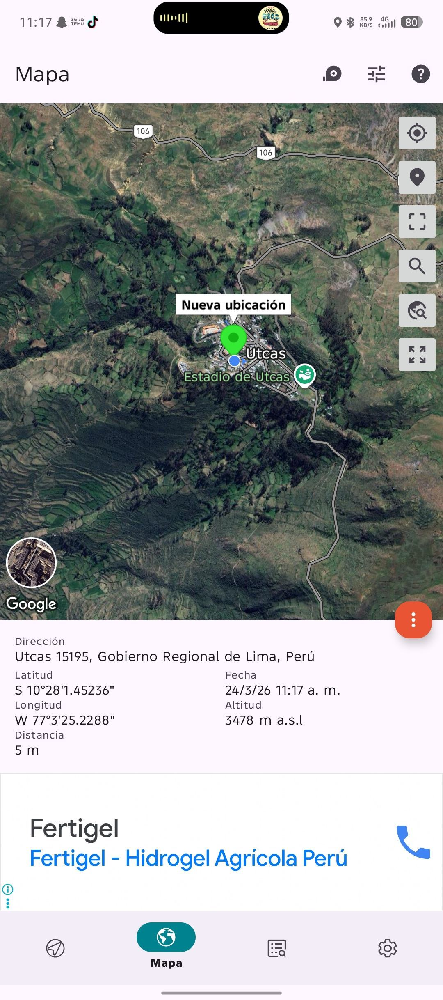 11:17
TEMU
85,9
KB/S
4G
80
Mapa
106
106
Nueva ubicación
Utcas
Estadio de Utcas
Google
Dirección
Utcas 15195, Gobierno Regional de Lima, Perú
Latitud
S 10°28'1.45236"
Fecha
24/3/26 11:17 a. m.
Longitud
W 77°3'25.2288"
Altitud
3478 m a.s.l
Distancia
5 m
Fertigel
Fertigel - Hidrogel Agrícola Perú
Mapa